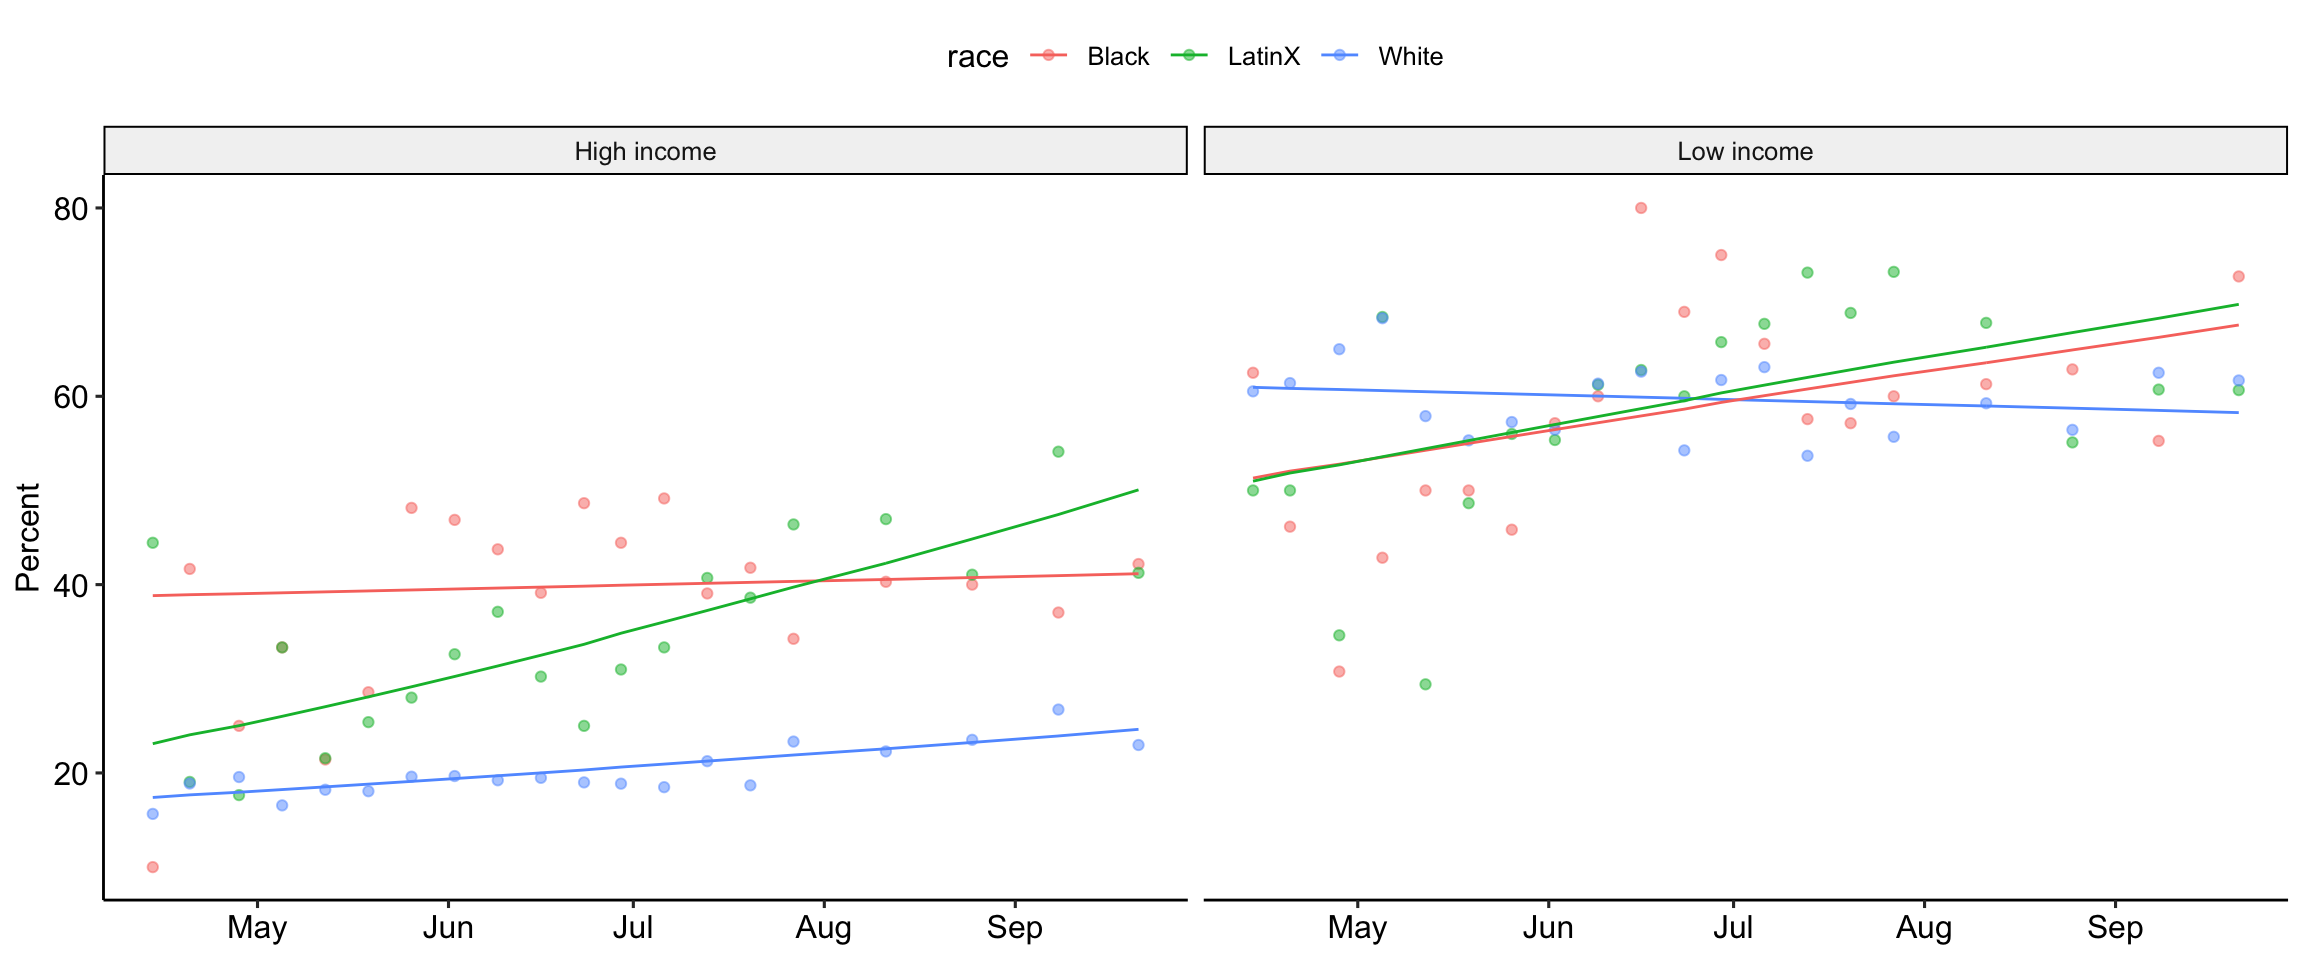 race Black LatinX White
High income Low income
Percent
80
60
40
20
May Jun Jul Aug Sep May Jun Jul Aug Sep